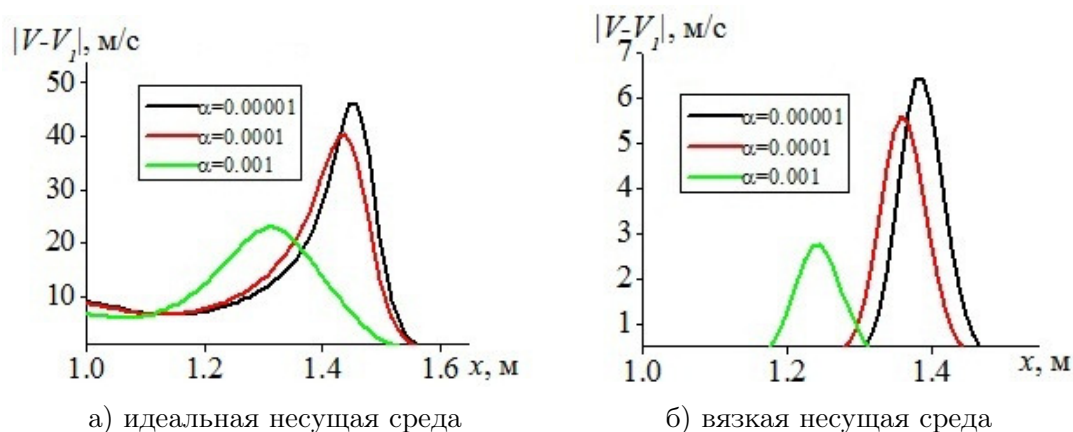 |V-V₁|, м/с
50
40
30
20
10
α=0.00001
α=0.0001
α=0.001
1.0 1.2 1.4 1.6 x, м
а) идеальная несущая среда
|V-V₁|, м/с
7
6
5
4
3
2
1
α=0.00001
α=0.0001
α=0.001
1.0 1.2 1.4 x, м
б) вязкая несущая среда